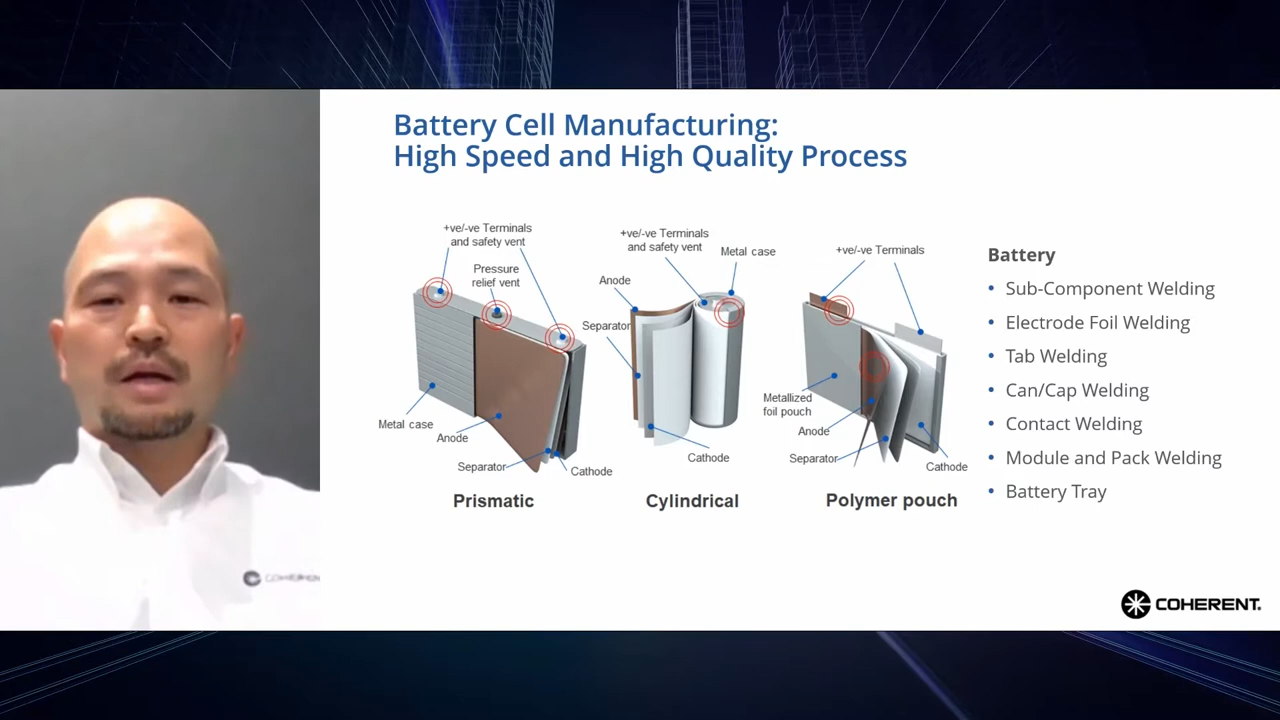 Battery Cell Manufacturing:
High Speed and High Quality Process
+ve/-ve Terminals
and safety vent
Pressure
relief vent
Metal case
Anode
Separator
Cathode
Prismatic
+ve/-ve Terminals
and safety vent
Metal case
Anode
Separator
Cathode
Cylindrical
+ve/-ve Terminals
Metallized
foil pouch
Anode
Separator
Cathode
Polymer pouch
Battery
• Sub-Component Welding
• Electrode Foil Welding
• Tab Welding
• Can/Cap Welding
• Contact Welding
• Module and Pack Welding
• Battery Tray
COHERENT
COHERENT.